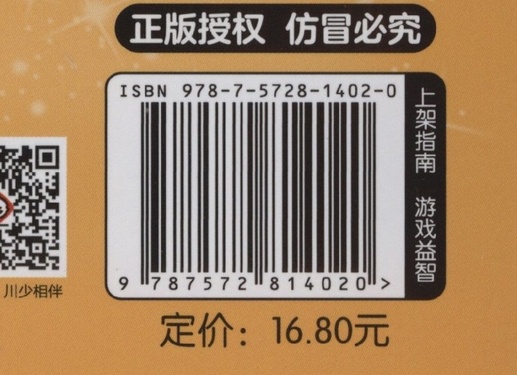 正版授权 仿冒必究
ISBN 978-7-5728-1402-0
上架指南 游戏益智
9 787572 814020 >
川少相伴
定价：16.80元